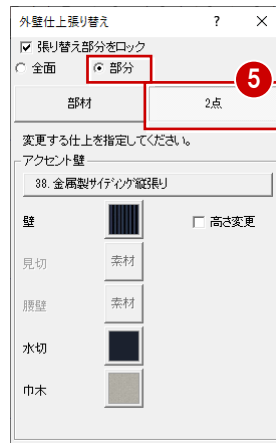 外壁仕上張り替え ? ×
張り替え部分をロック
全面 部分
5
部材 2点
変更する仕上を指定してください。
アクセント壁
38. 金属製サイディング縦張り
壁 高さ変更
見切 素材
腰壁 素材
水切
巾木